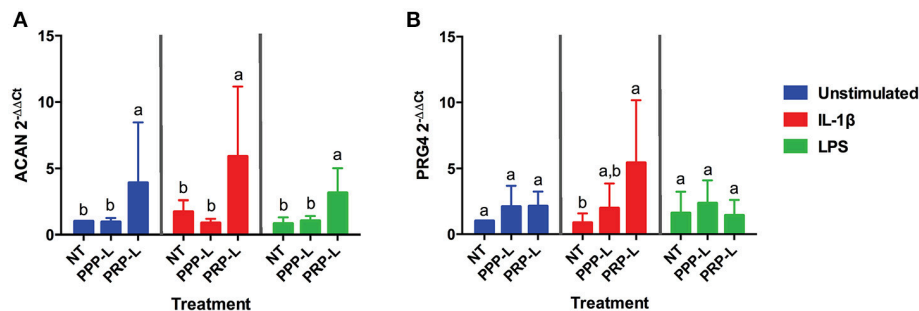 A
ACAN 2-ΔΔCt
15
10
5
0
b b a
b b a
b b a
NT PPP-L PRP-L NT PPP-L PRP-L NT PPP-L PRP-L
Treatment
B
PRG4 2-ΔΔCt
15
10
5
0
a a a
b a,b a
a a a
NT PPP-L PRP-L NT PPP-L PRP-L NT PPP-L PRP-L
Treatment
Unstimulated
IL-1β
LPS